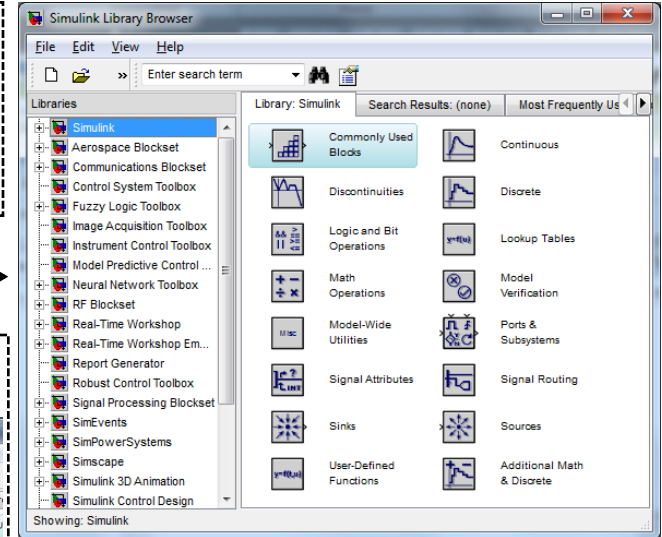 Simulink Library Browser
File Edit View Help
» Enter search term
Libraries
Library: Simulink Search Results: (none) Most Frequently Us
Simulink
Aerospace Blockset
Communications Blockset
Control System Toolbox
Fuzzy Logic Toolbox
Image Acquisition Toolbox
Instrument Control Toolbox
Model Predictive Control ...
Neural Network Toolbox
RF Blockset
Real-Time Workshop
Real-Time Workshop Em...
Report Generator
Robust Control Toolbox
Signal Processing Blockset
SimEvents
SimPowerSystems
Simscape
Simulink 3D Animation
Simulink Control Design
Commonly Used
Blocks
Continuous
Discontinuities
Discrete
&& >=
|| <=
Logic and Bit
Operations
y=f(u)
Lookup Tables
+ −
÷ ×
Math
Operations
Model
Verification
Misc
Model-Wide
Utilities
Ports &
Subsystems
?
INT
Signal Attributes
Signal Routing
Sinks
Sources
y=f(t,u)
User-Defined
Functions
+ −
Additional Math
& Discrete
Showing: Simulink